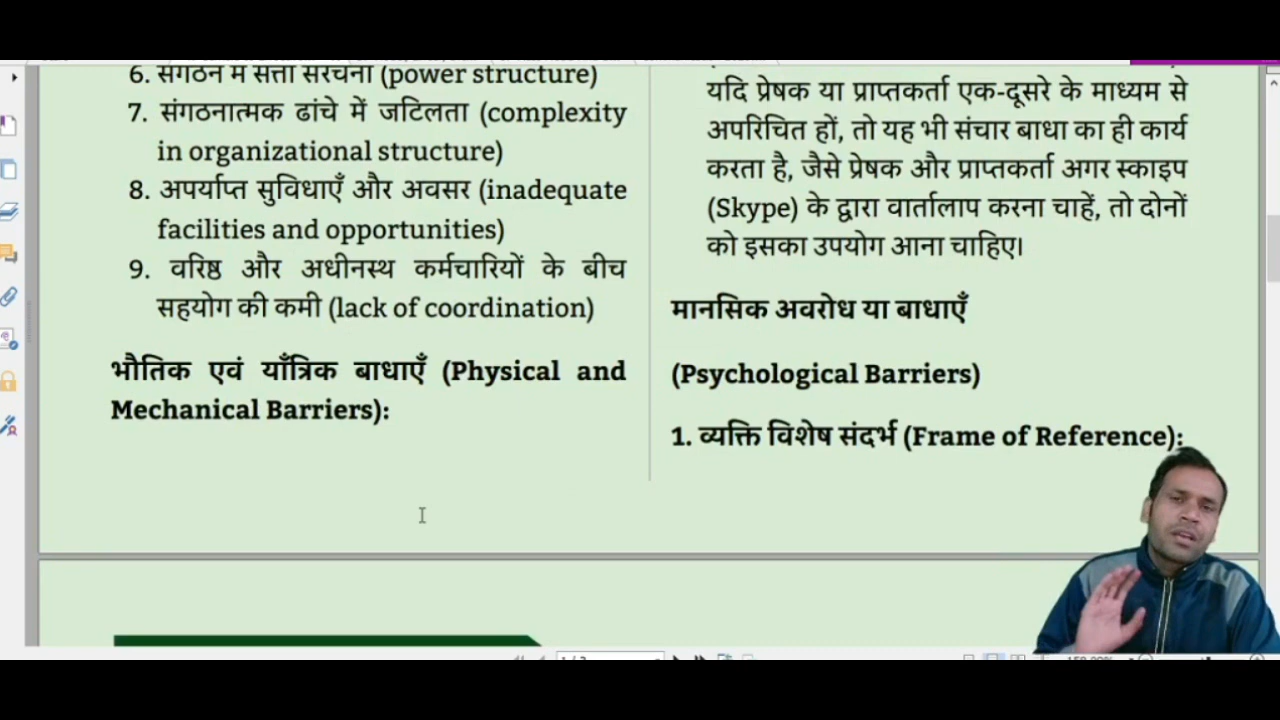 6. संगठन में सत्ता संरचना (power structure)
7. संगठनात्मक ढांचे में जटिलता (complexity
in organizational structure)
8. अपर्याप्त सुविधाएँ और अवसर (inadequate
facilities and opportunities)
9. वरिष्ठ और अधीनस्थ कर्मचारियों के बीच
सहयोग की कमी (lack of coordination)
भौतिक एवं याँत्रिक बाधाएँ (Physical and
Mechanical Barriers):
यदि प्रेषक या प्राप्तकर्ता एक-दूसरे के माध्यम से
अपरिचित हों, तो यह भी संचार बाधा का ही कार्य
करता है, जैसे प्रेषक और प्राप्तकर्ता अगर स्काइप
(Skype) के द्वारा वार्तालाप करना चाहें, तो दोनों
को इसका उपयोग आना चाहिए।
मानसिक अवरोध या बाधाएँ
(Psychological Barriers)
1. व्यक्ति विशेष संदर्भ (Frame of Reference):